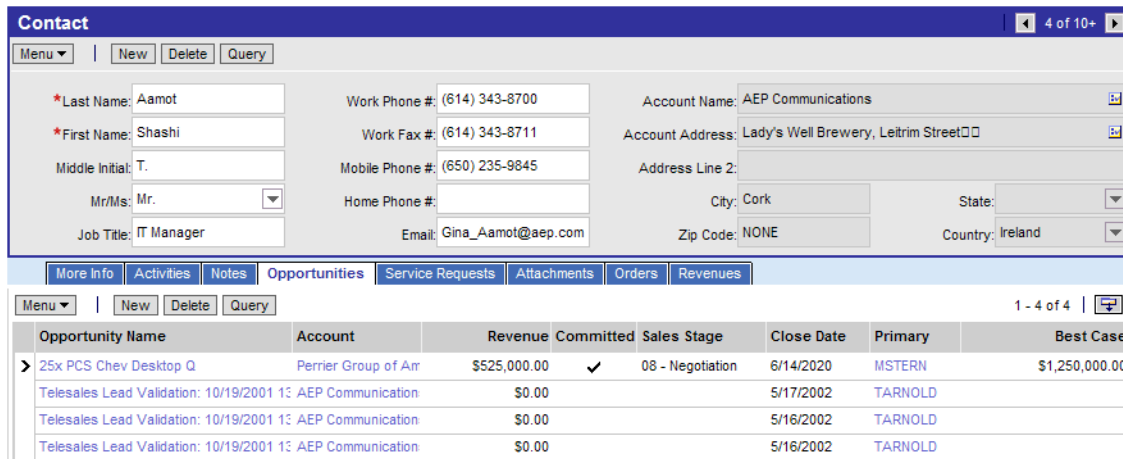 Contact 4 of 10+
Menu New Delete Query
*Last Name: Aamot Work Phone #: (614) 343-8700 Account Name: AEP Communications
*First Name: Shashi Work Fax #: (614) 343-8711 Account Address: Lady's Well Brewery, Leitrim Street□□
Middle Initial: T. Mobile Phone #: (650) 235-9845 Address Line 2:
Mr/Ms: Mr. Home Phone #: City: Cork State:
Job Title: IT Manager Email: Gina_Aamot@aep.com Zip Code: NONE Country: Ireland
More Info Activities Notes Opportunities Service Requests Attachments Orders Revenues
Menu New Delete Query 1 - 4 of 4
Opportunity Name Account Revenue Committed Sales Stage Close Date Primary Best Case
25x PCS Chev Desktop Q Perrier Group of Am $525,000.00 ✓ 08 - Negotiation 6/14/2020 MSTERN $1,250,000.00
Telesales Lead Validation: 10/19/2001 13 AEP Communication $0.00 5/17/2002 TARNOLD
Telesales Lead Validation: 10/19/2001 13 AEP Communication $0.00 5/16/2002 TARNOLD
Telesales Lead Validation: 10/19/2001 13 AEP Communication $0.00 5/16/2002 TARNOLD